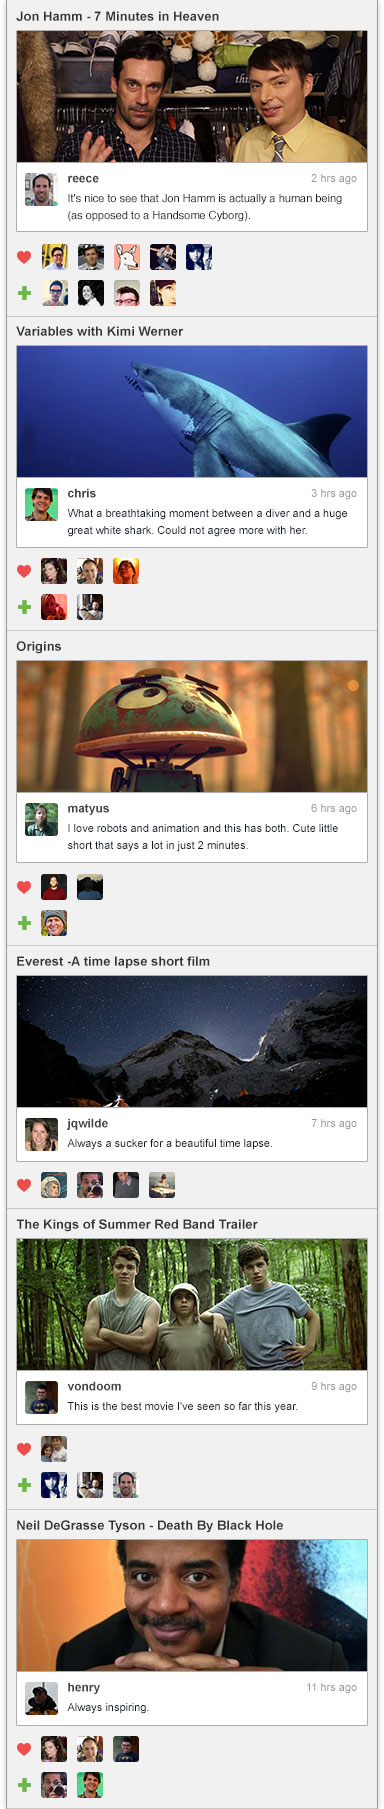 Jon Hamm - 7 Minutes in Heaven
reece
2 hrs ago
It's nice to see that Jon Hamm is actually a human being
(as opposed to a Handsome Cyborg).
Variables with Kimi Werner
chris
3 hrs ago
What a breathtaking moment between a diver and a huge
great white shark. Could not agree more with her.
Origins
matyus
6 hrs ago
I love robots and animation and this has both. Cute little
short that says a lot in just 2 minutes.
Everest -A time lapse short film
jqwilde
7 hrs ago
Always a sucker for a beautiful time lapse.
The Kings of Summer Red Band Trailer
vondoom
9 hrs ago
This is the best movie I've seen so far this year.
Neil DeGrasse Tyson - Death By Black Hole
henry
11 hrs ago
Always inspiring.